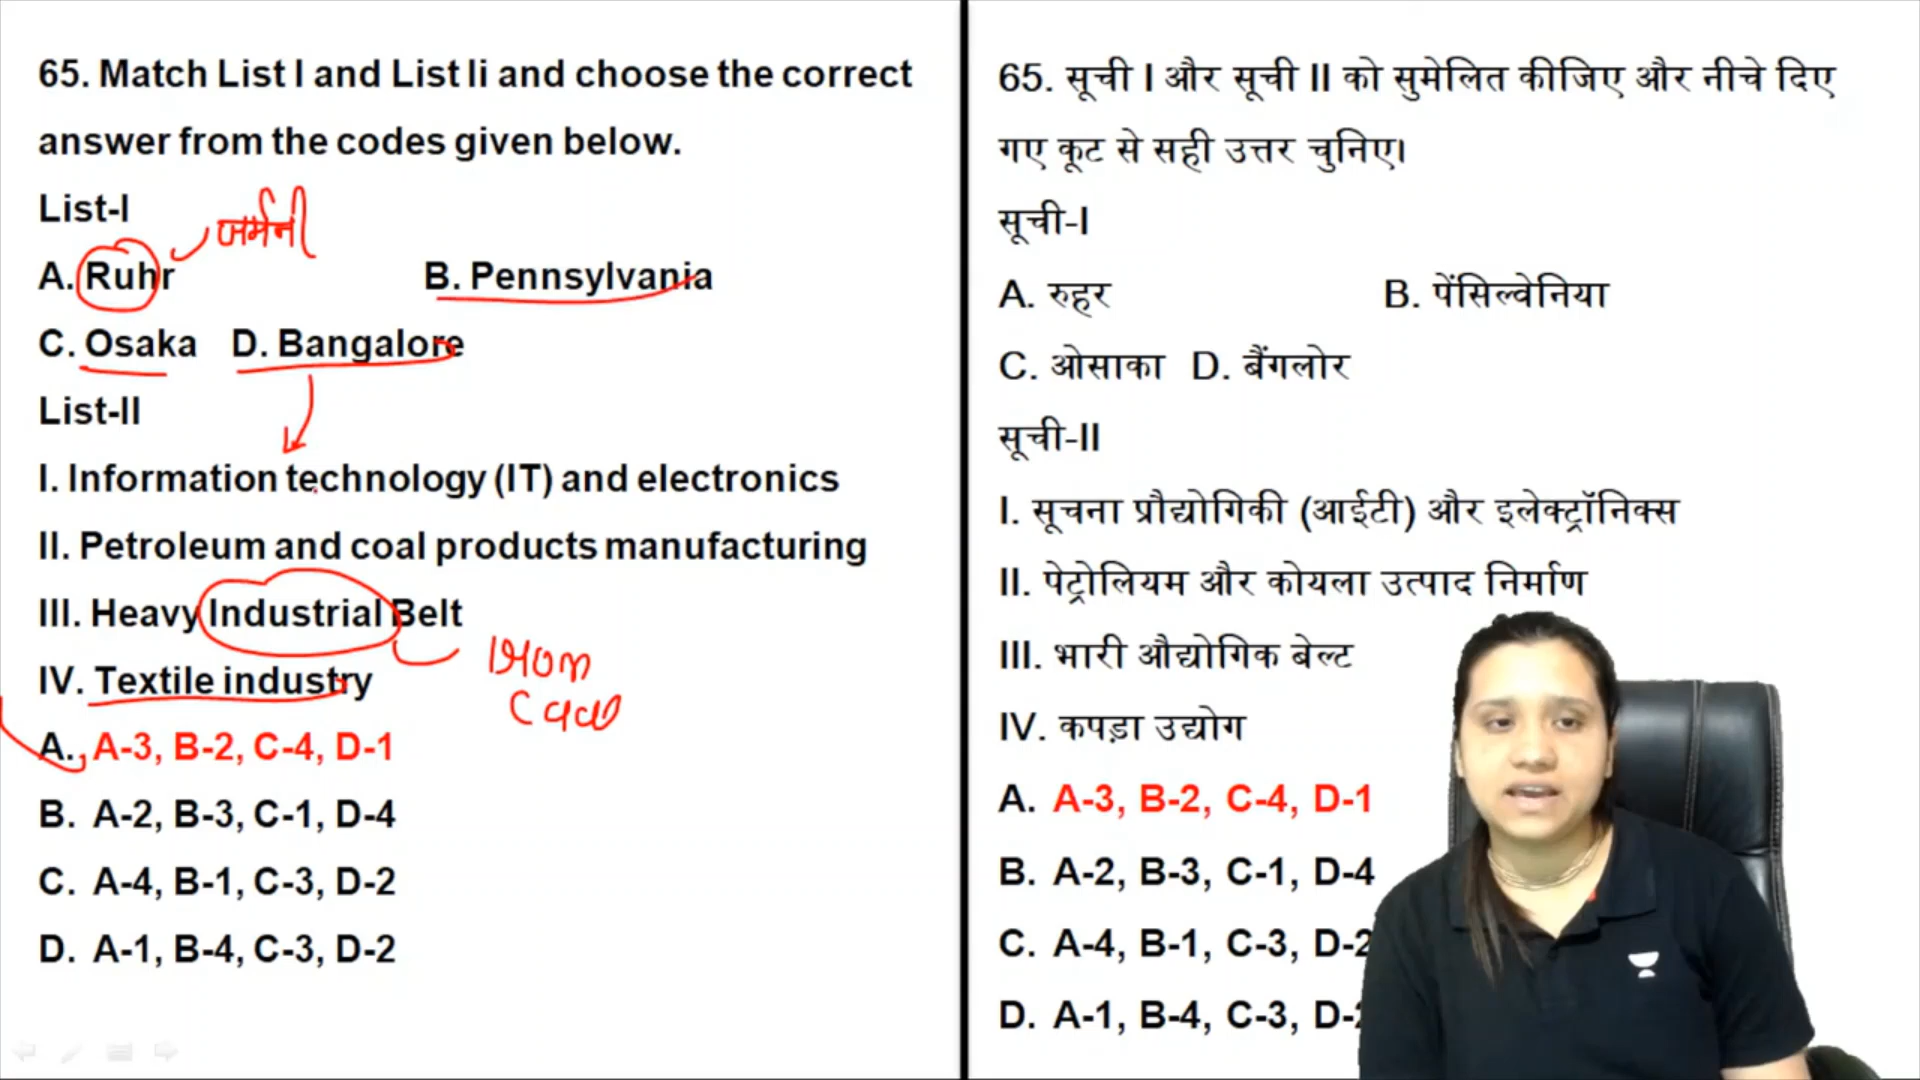 65. Match List I and List Ii and choose the correct
answer from the codes given below.
List-I
जर्मनी
A. Ruhr B. Pennsylvania
C. Osaka D. Bangalore
List-II
I. Information technology (IT) and electronics
II. Petroleum and coal products manufacturing
III. Heavy Industrial Belt
IV. Textile industry
A. A-3, B-2, C-4, D-1
B. A-2, B-3, C-1, D-4
C. A-4, B-1, C-3, D-2
D. A-1, B-4, C-3, D-2
65. सूची I और सूची II को सुमेलित कीजिए और नीचे दिए
गए कूट से सही उत्तर चुनिए।
सूची-I
A. रुहर B. पेंसिल्वेनिया
C. ओसाका D. बैंगलोर
सूची-II
I. सूचना प्रौद्योगिकी (आईटी) और इलेक्ट्रॉनिक्स
II. पेट्रोलियम और कोयला उत्पाद निर्माण
III. भारी औद्योगिक बेल्ट
IV. कपड़ा उद्योग
A. A-3, B-2, C-4, D-1
B. A-2, B-3, C-1, D-4
C. A-4, B-1, C-3, D-2
D. A-1, B-4, C-3, D-